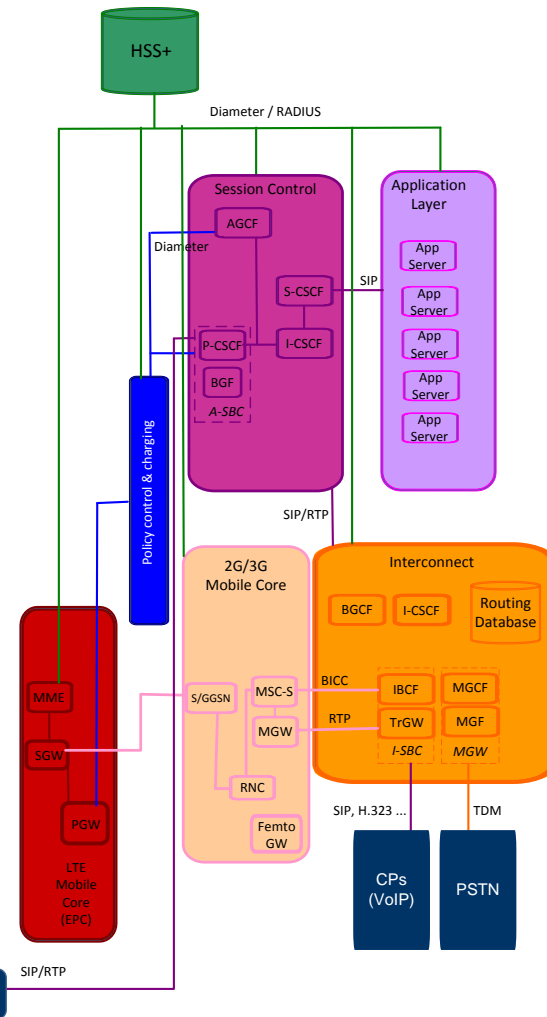 HSS+
Diameter / RADIUS
Session Control
Application
Layer
AGCF
Diameter
App
Server
S-CSCF
SIP
App
Server
P-CSCF
I-CSCF
App
Server
BGF
App
Server
A-SBC
App
Server
Policy control & charging
SIP/RTP
2G/3G
Mobile Core
Interconnect
BGCF
I-CSCF
Routing
Database
MME
S/GGSN
MSC-S
BICC
IBCF
MGCF
SGW
MGW
RTP
TrGW
MGF
I-SBC
MGW
RNC
PGW
Femto
GW
SIP, H.323 ...
TDM
LTE
Mobile
Core
(EPC)
CPs
(VoIP)
PSTN
SIP/RTP